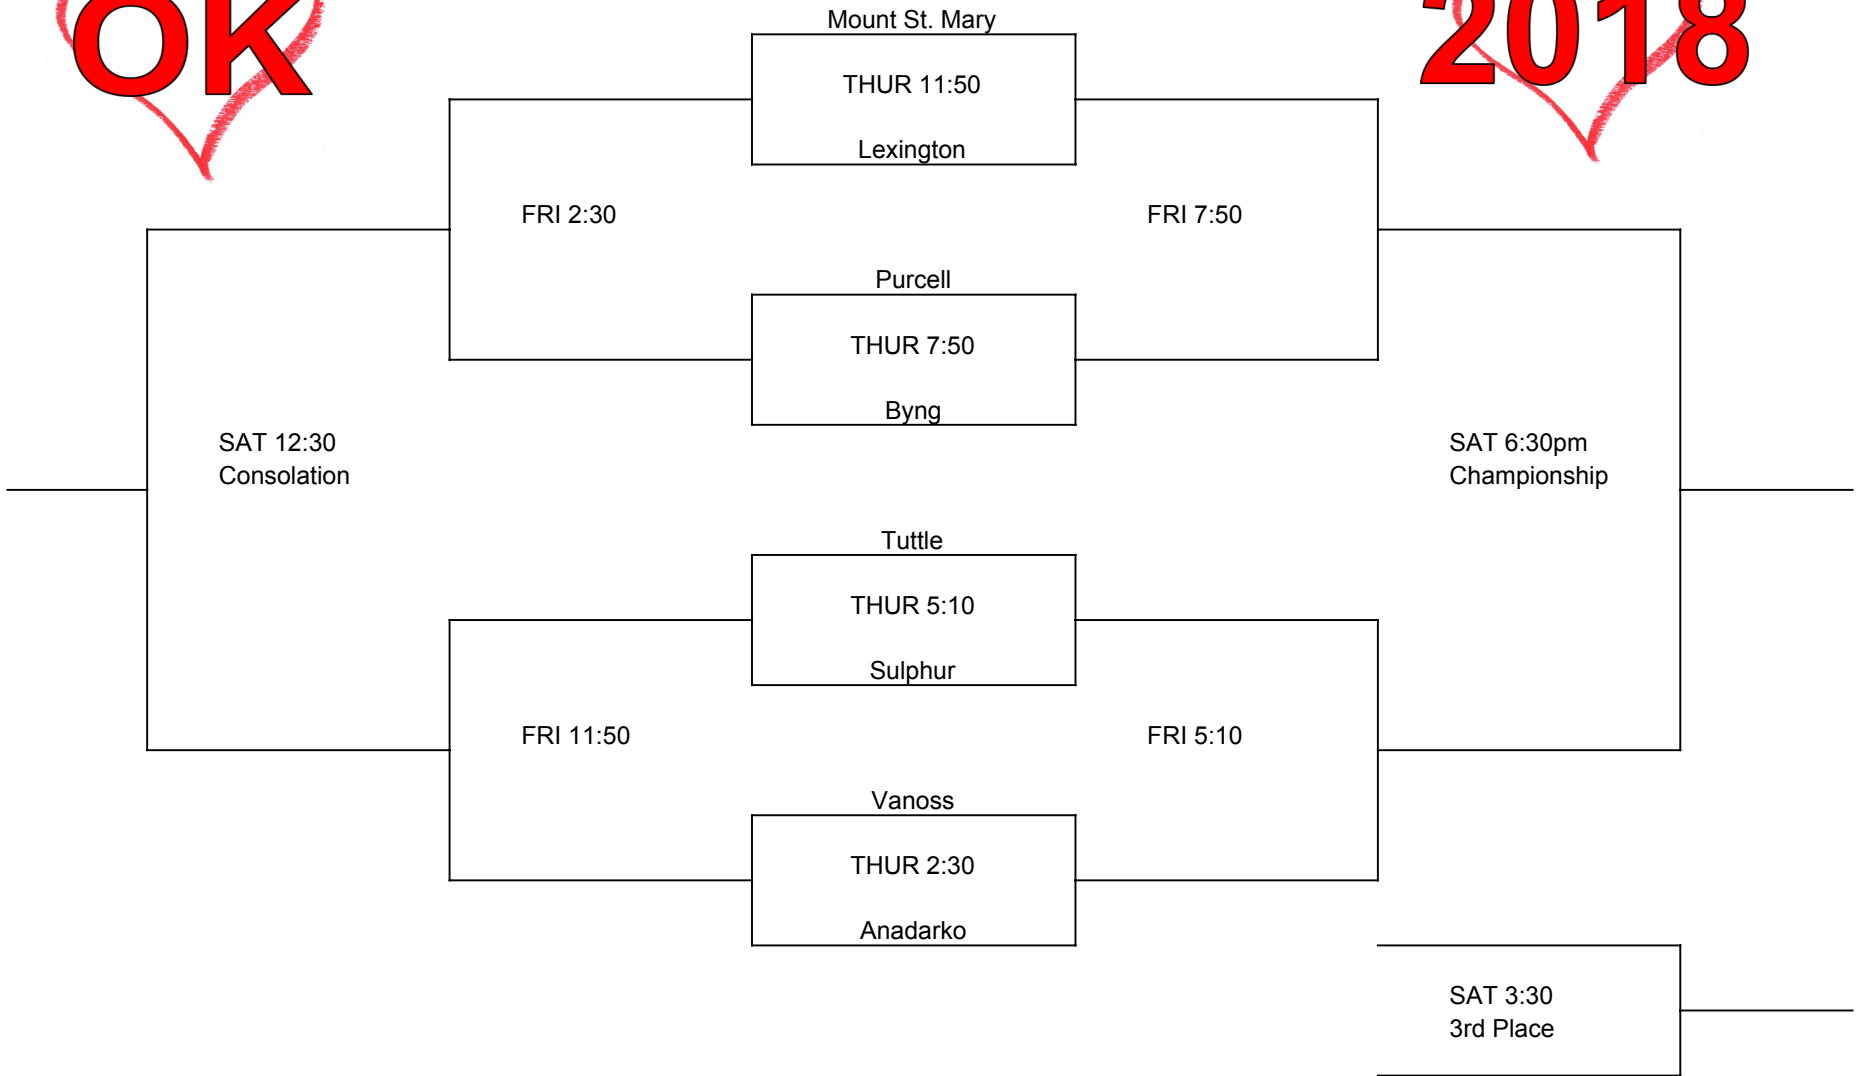 OK
2018
Mount St. Mary
THUR 11:50
Lexington
FRI 2:30
FRI 7:50
Purcell
THUR 7:50
Byng
SAT 12:30
Consolation
SAT 6:30pm
Championship
Tuttle
THUR 5:10
Sulphur
FRI 11:50
FRI 5:10
Vanoss
THUR 2:30
Anadarko
SAT 3:30
3rd Place